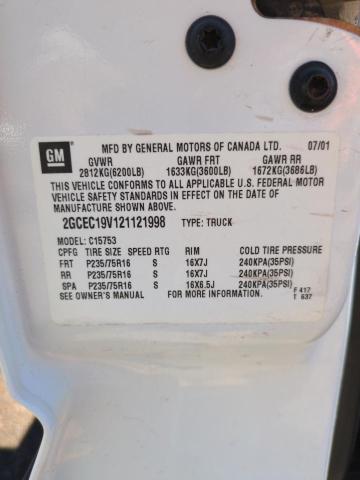 GM
MFD BY GENERAL MOTORS OF CANADA LTD. 07/01
GVWR GAWR FRT GAWR RR
2812KG(6200LB) 1633KG(3600LB) 1672KG(3686LB)
THIS VEHICLE CONFORMS TO ALL APPLICABLE U.S. FEDERAL MOTOR
VEHICLE SAFETY STANDARDS IN EFFECT ON THE DATE OF
MANUFACTURE SHOWN ABOVE.
2GCEC19V121121998 TYPE: TRUCK
MODEL: C15753
CPFG TIRE SIZE SPEED RTG RIM COLD TIRE PRESSURE
FRT P235/75R16 S 16X7J 240KPA(35PSI)
RR P235/75R16 S 16X7J 240KPA(35PSI)
SPA P235/75R16 S 16X6.5J 240KPA(35PSI)
SEE OWNER'S MANUAL FOR MORE INFORMATION.
F 417
T 637